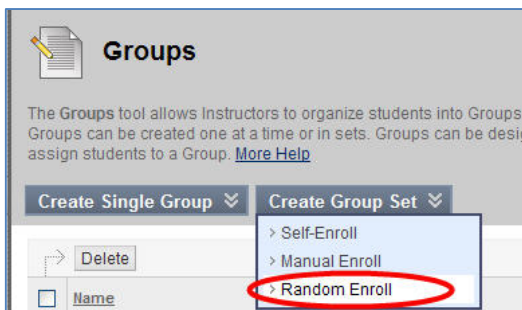 Groups
The Groups tool allows Instructors to organize students into Groups
Groups can be created one at a time or in sets. Groups can be
assign students to a Group. More Help
Create Single Group
Create Group Set
> Self-Enroll
> Manual Enroll
> Random Enroll
Delete
Name